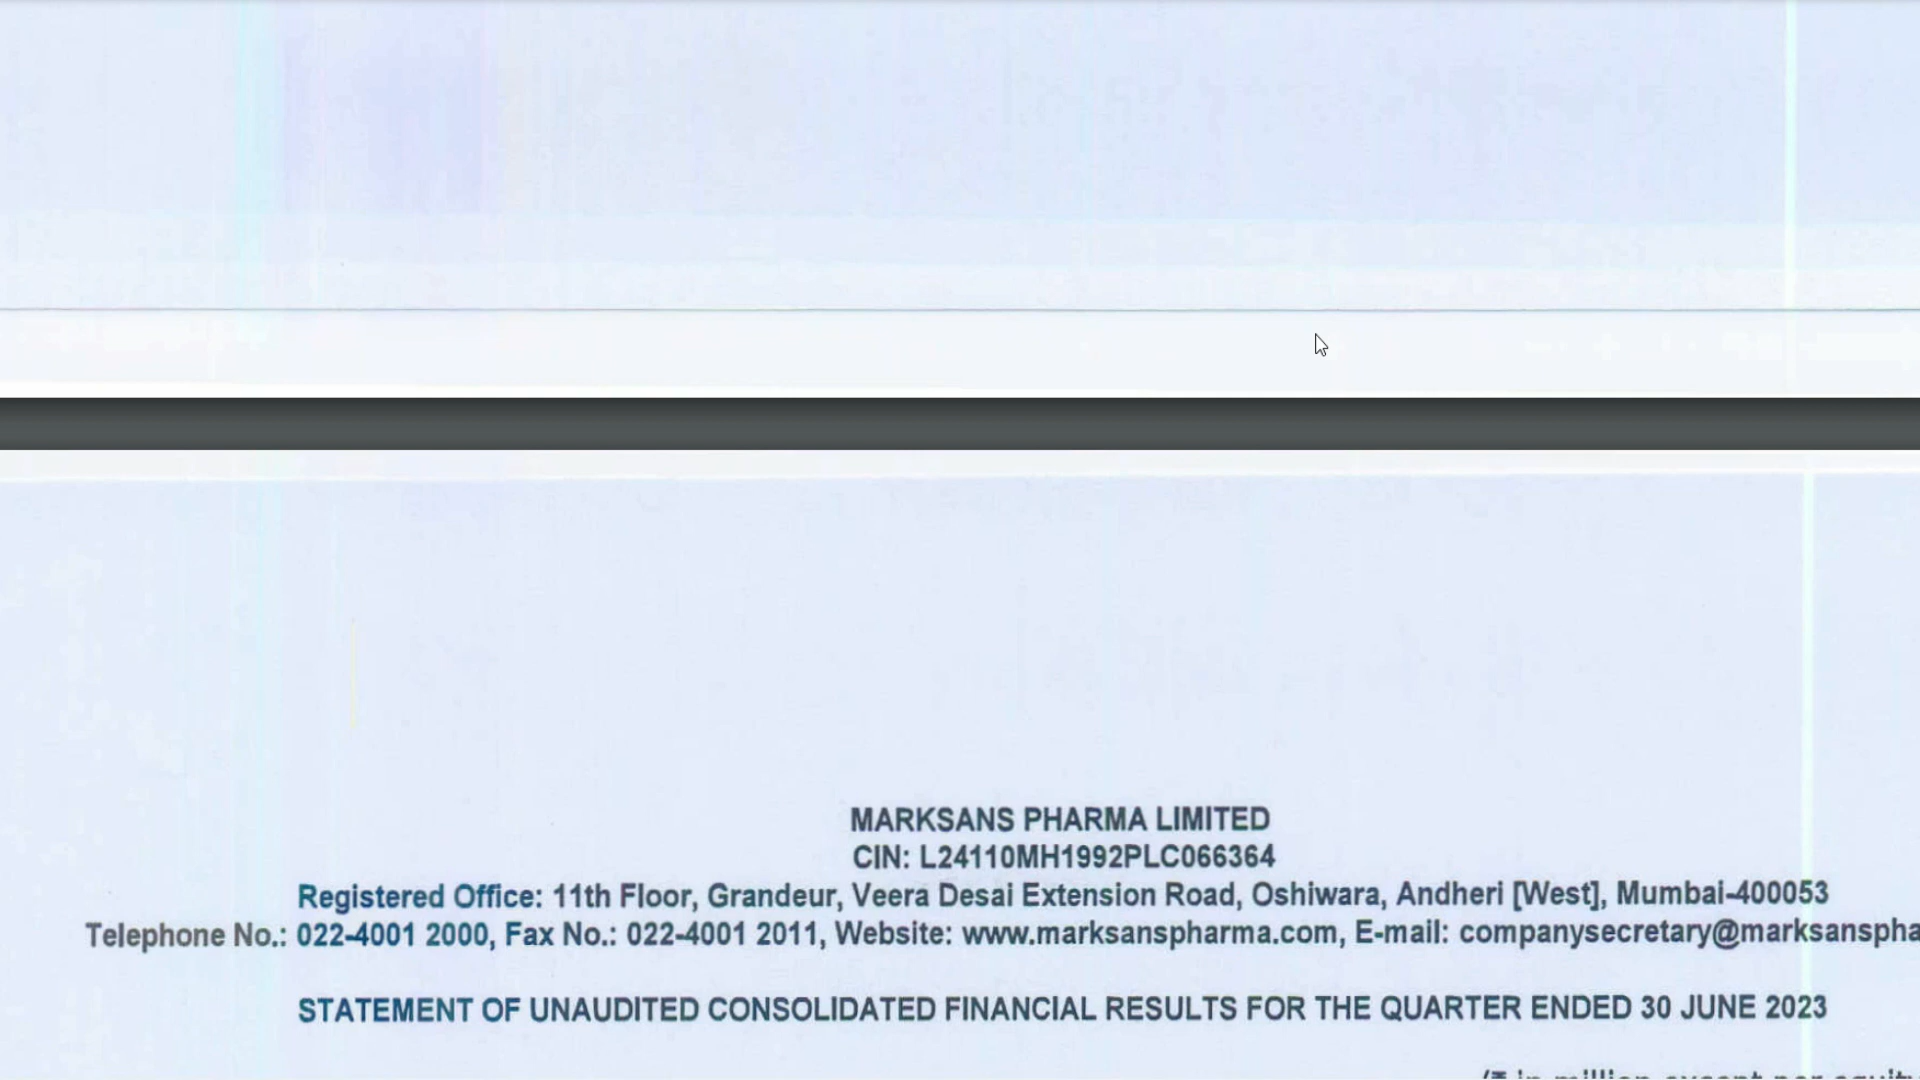 MARKSANS PHARMA LIMITED
CIN: L24110MH1992PLC066364
Registered Office: 11th Floor, Grandeur, Veera Desai Extension Road, Oshiwara, Andheri [West], Mumbai-400053
Telephone No.: 022-4001 2000, Fax No.: 022-4001 2011, Website: www.marksanspharma.com, E-mail: companysecretary@marksanspha
STATEMENT OF UNAUDITED CONSOLIDATED FINANCIAL RESULTS FOR THE QUARTER ENDED 30 JUNE 2023